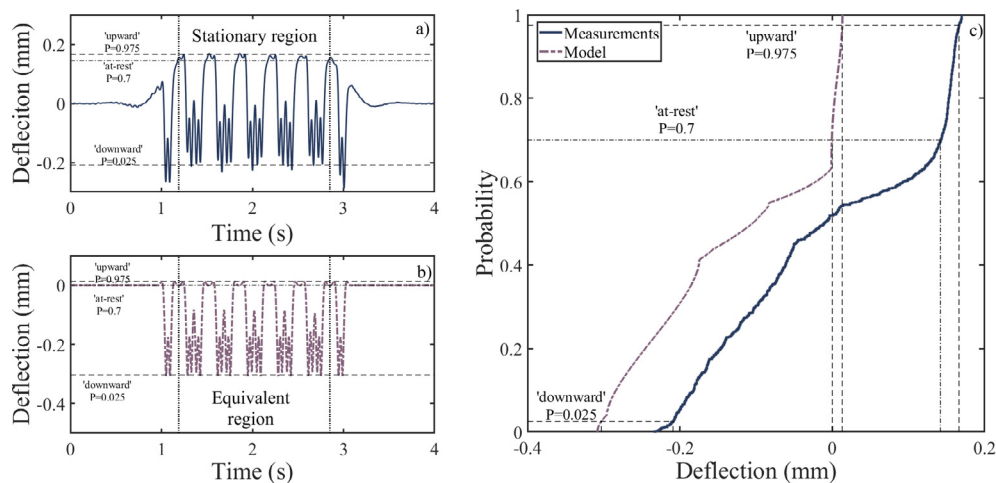 a)
Defleciton (mm)
0.2
0
-0.2
'upward'
P=0.975
Stationary region
'at-rest'
P=0.7
'downward'
P=0.025
0
1
2
3
4
Time (s)
b)
Deflection (mm)
0
-0.2
-0.4
'upward'
P=0.975
'at-rest'
P=0.7
'downward'
P=0.025
Equivalent
region
0
1
2
3
4
Time (s)
c)
Measurements
Model
'upward'
P=0.975
'at-rest'
P=0.7
'downward'
P=0.025
Probability
1
0.8
0.6
0.4
0.2
0
-0.4
-0.2
0
0.2
Deflection (mm)